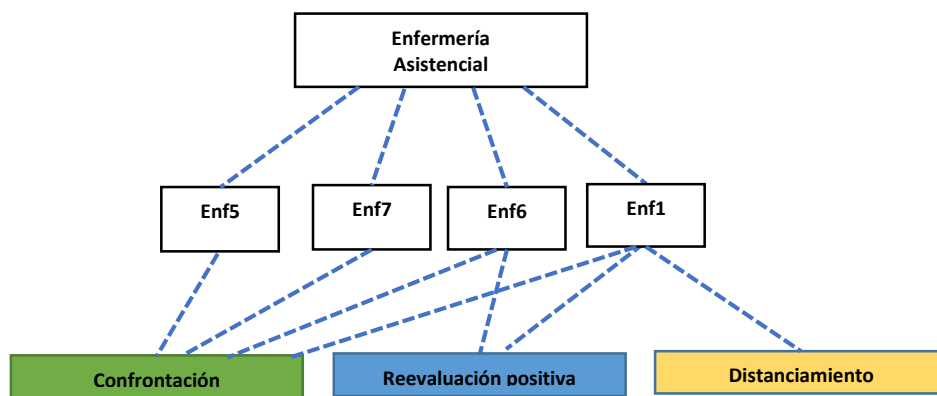 Enfermería
Asistencial
Enf5
Enf7
Enf6
Enf1
Confrontación
Reevaluación positiva
Distanciamiento